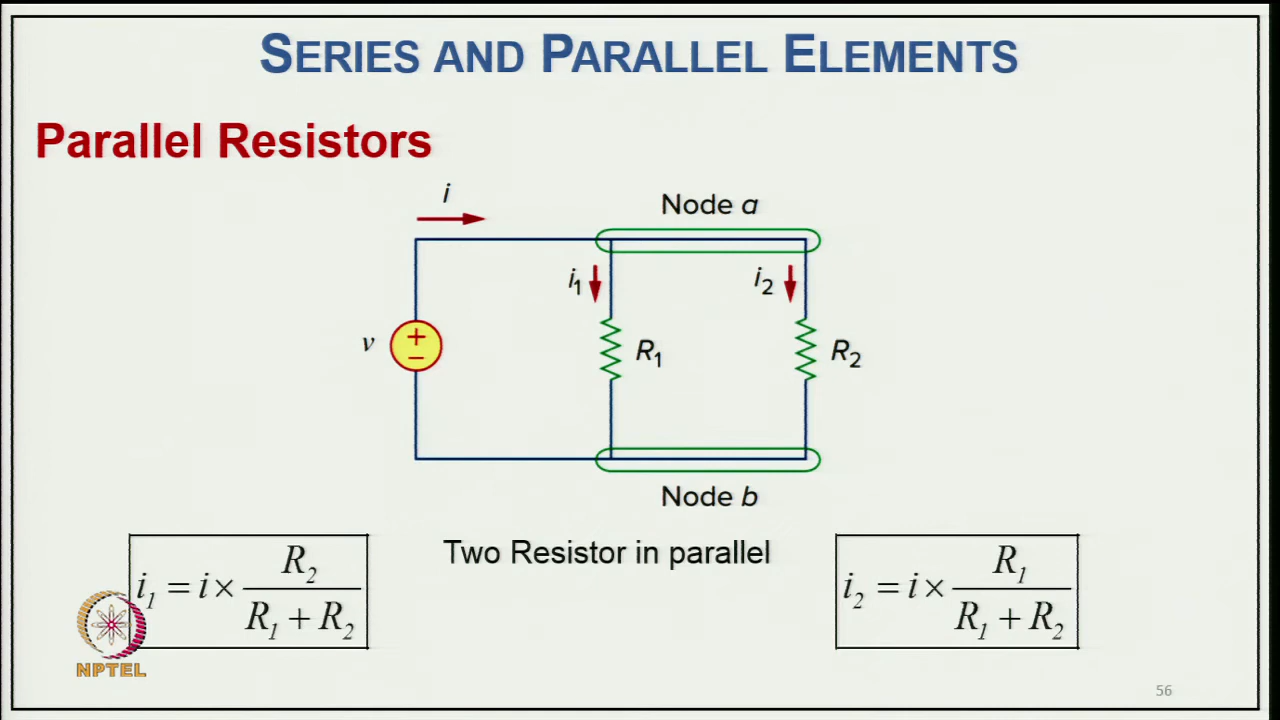 SERIES AND PARALLEL ELEMENTS
Parallel Resistors
i
Node a
i₁
i₂
v
+
−
R₁
R₂
Node b
i₁ = i × R₂ / (R₁ + R₂)
Two Resistor in parallel
i₂ = i × R₁ / (R₁ + R₂)
NPTEL
56